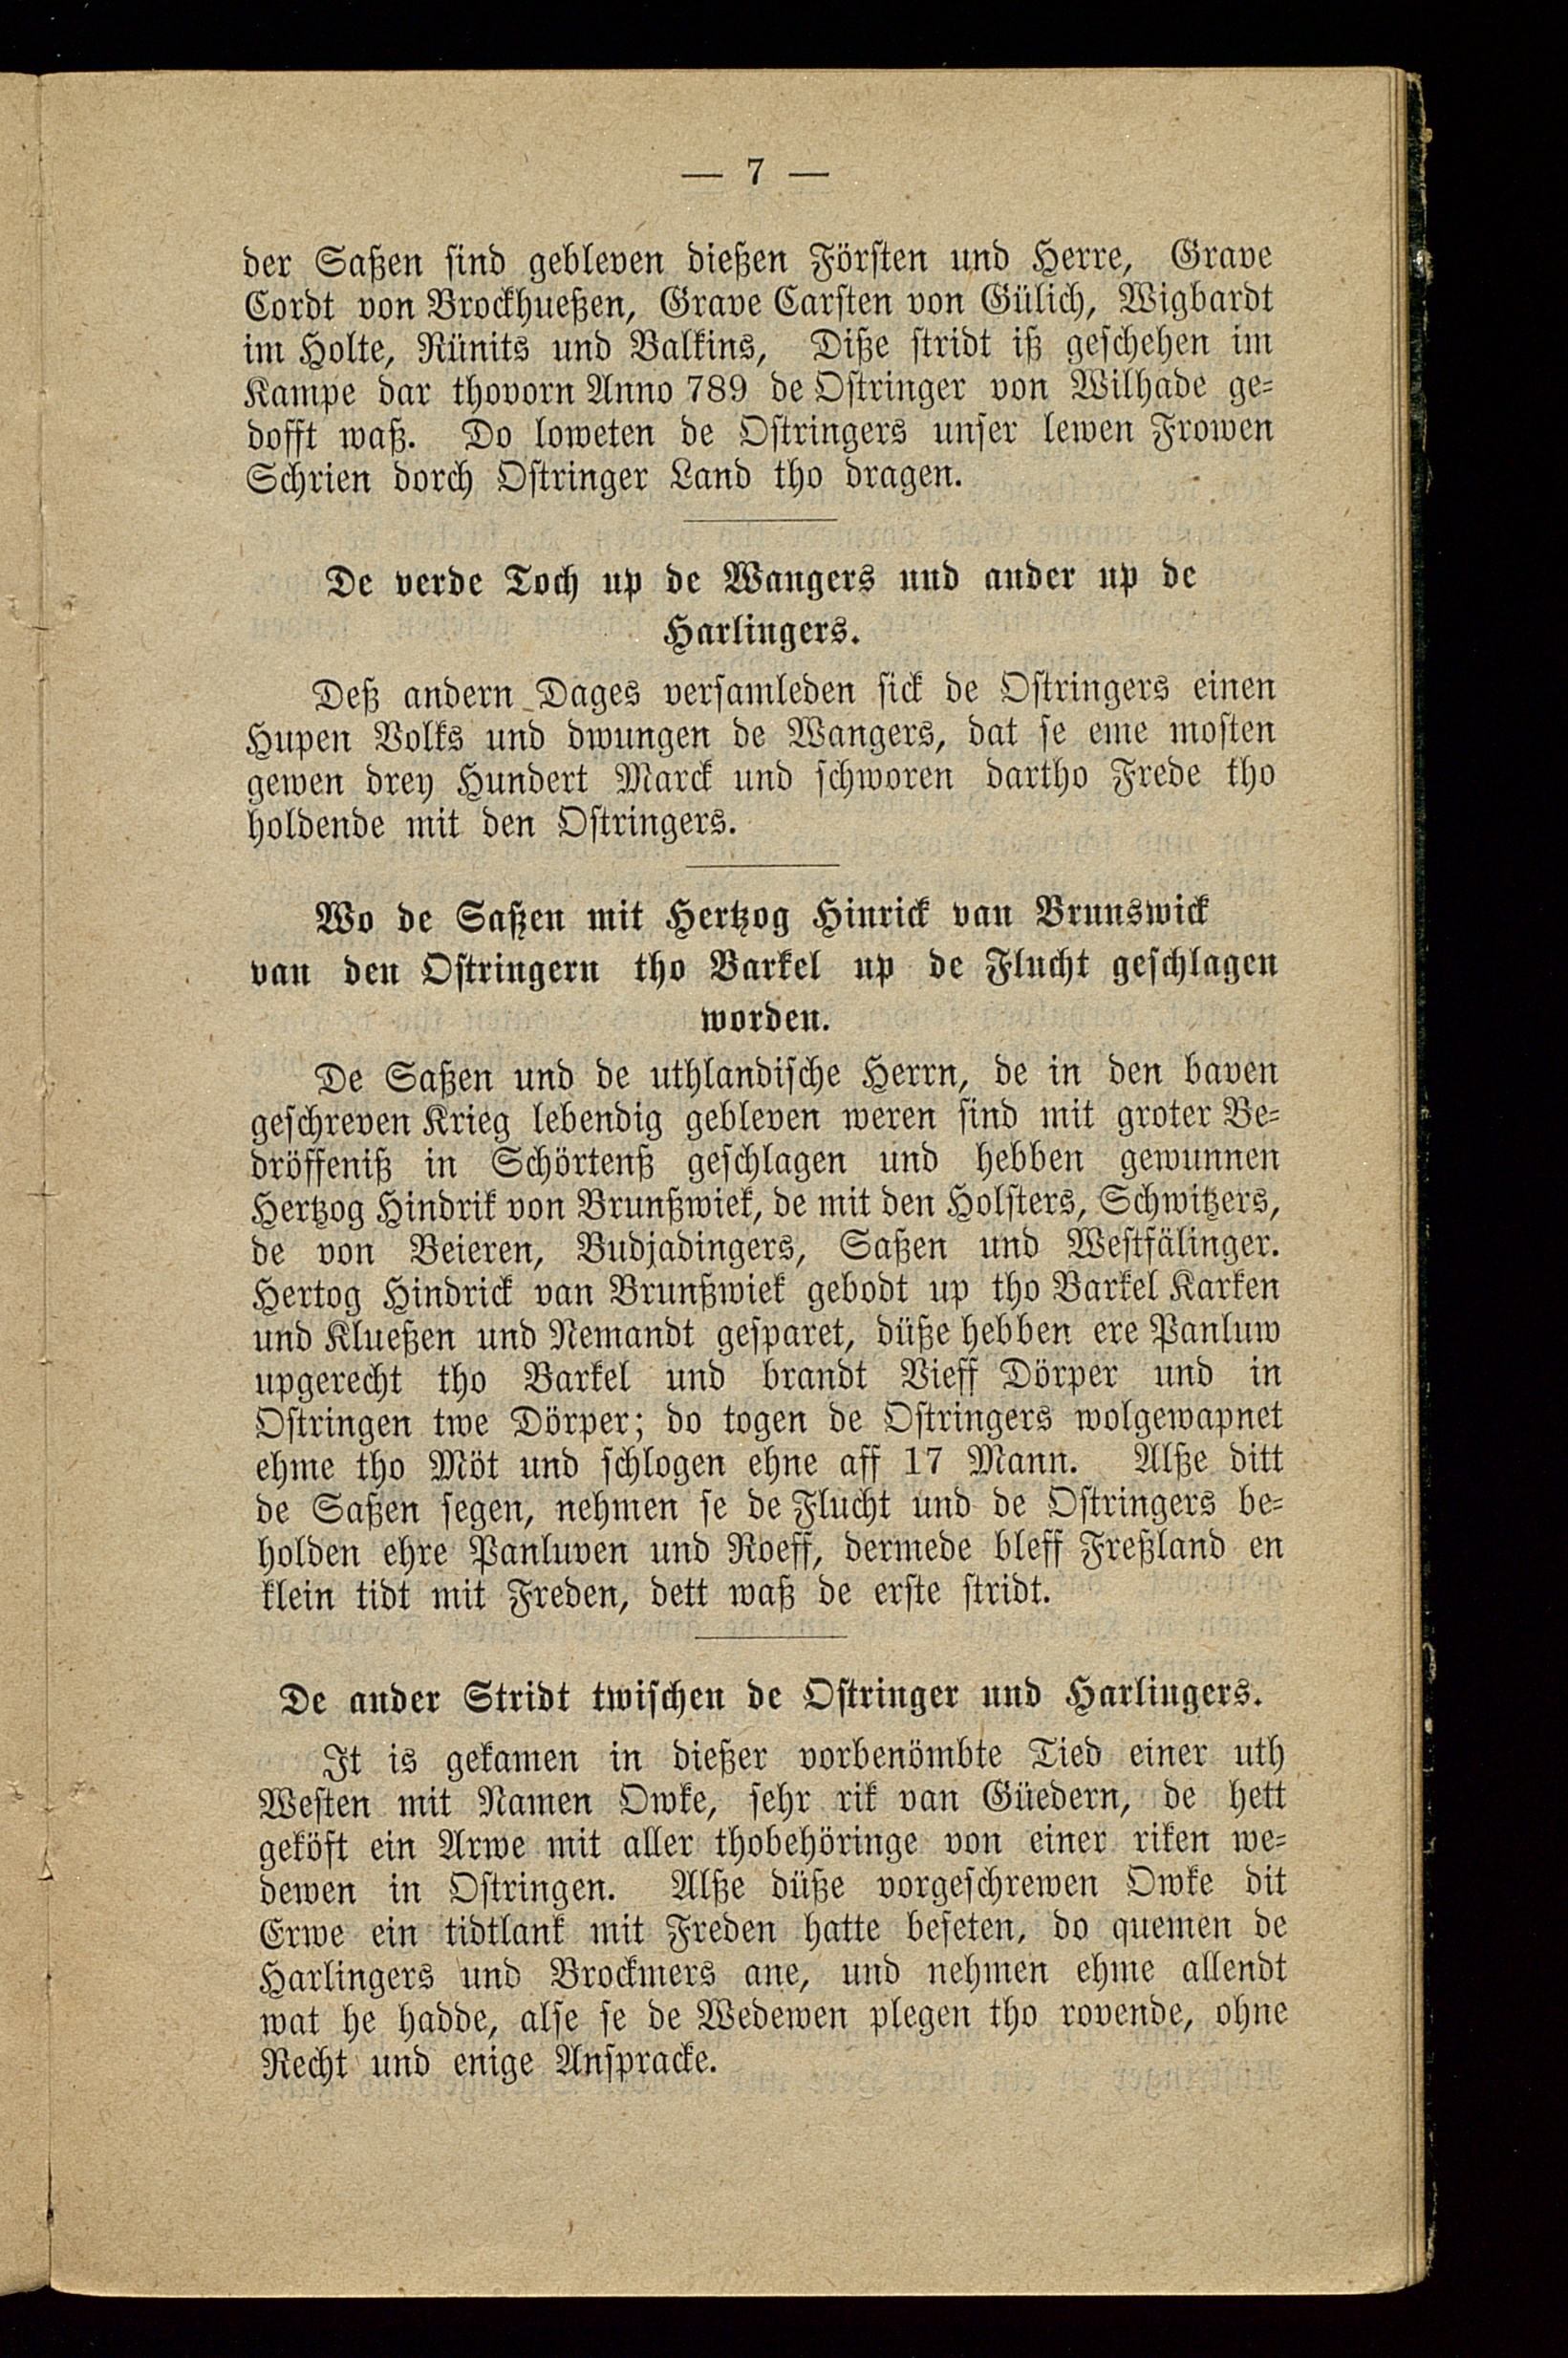 — 7 —
der Saßen sind gebleven dießen Försten und Herre, Grave
Cordt von Brockhueßen, Grave Carsten von Gülich, Wigbardt
im Holte, Rünits und Balkins, Diße stridt iß geschehen im
Kampe dar thovorn Anno 789 de Ostringer von Wilhade ge-
dofft waß. Do loweten de Ostringers unser lewen Frowen
Schrien dorch Ostringer Land tho dragen.
De verde Toch up de Wangers und ander up de
Harlingers.
Deß andern Dages versamleden sick de Ostringers einen
Hupen Volks und dwungen de Wangers, dat se eme mosten
gewen drey Hundert Marck und schworen dartho Frede tho
holdende mit den Ostringers.
Wo de Saßen mit Hertzog Hinrick van Brunswick
van den Ostringern tho Barkel up de Flucht geschlagen
worden.
De Saßen und de uthlandische Herrn, de in den baven
geschreven Krieg lebendig gebleven weren sind mit groter Be-
dröffeniß in Schörtenß geschlagen und hebben gewunnen
Hertzog Hindrik von Brunßwiek, de mit den Holsters, Schwitzers,
de von Beieren, Budjadingers, Saßen und Westfälinger.
Hertog Hindrick van Brunßwiek gebodt up tho Barkel Karken
und Klueßen und Nemandt gesparet, düße hebben ere Panluw
upgerecht tho Barkel und brandt Vieff Dörper und in
Ostringen twe Dörper; do togen de Ostringers wolgewapnet
ehme tho Möt und schlogen ehne aff 17 Mann. Alße ditt
de Saßen segen, nehmen se de Flucht und de Ostringers be-
holden ehre Panluven und Roeff, dermede bleff Freßland en
klein tidt mit Freden, dett waß de erste stridt.
De ander Stridt twischen de Ostringer und Harlingers.
It is gekamen in dießer vorbenömbte Tied einer uth
Westen mit Namen Owke, sehr rik van Güedern, de hett
geköft ein Arwe mit aller thobehöringe von einer riken we-
dewen in Ostringen. Alße düße vorgeschrewen Owke dit
Erwe ein tidtlank mit Freden hatte beseten, do quemen de
Harlingers und Brockmers ane, und nehmen ehme allendt
wat he hadde, alse se de Wedewen plegen tho rovende, ohne
Recht und enige Anspracke.